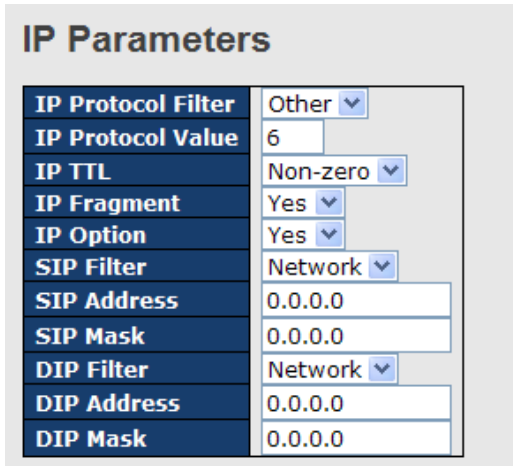 IP Parameters
IP Protocol Filter Other
IP Protocol Value 6
IP TTL Non-zero
IP Fragment Yes
IP Option Yes
SIP Filter Network
SIP Address 0.0.0.0
SIP Mask 0.0.0.0
DIP Filter Network
DIP Address 0.0.0.0
DIP Mask 0.0.0.0